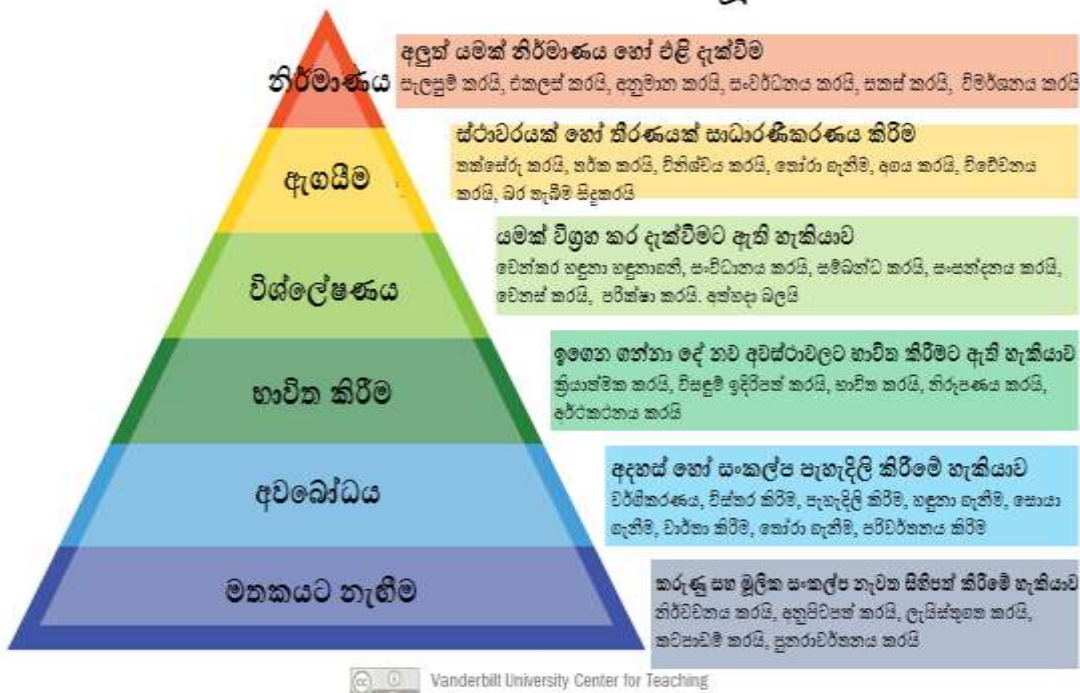 නිර්මාණය
අලුත් යමක් නිර්මාණය හෝ එළි දැක්වීම
සැලසුම් කරයි, එකලස් කරයි, අනුමාන කරයි, සංවර්ධනය කරයි, සකස් කරයි, විමර්ශනය කරයි
ඇගයීම
ස්ථාවරයක් හෝ තීරණයක් සාධාරණීකරණය කිරීම
තක්සේරු කරයි, තර්ක කරයි, විනිශ්චය කරයි, තෝරා ගැනීම, අගය කරයි, විවේචනය
කරයි, බර තැබීම සිදුකරයි
විශ්ලේෂණය
යමක් විග්‍රහ කර දැක්වීමට ඇති හැකියාව
වෙන්කර හඳුනා හඳුනාගනී, සංවිධානය කරයි, සම්බන්ධ කරයි, සංසන්දනය කරයි,
වෙනස් කරයි, පරීක්ෂා කරයි. අත්හදා බලයි
භාවිත කිරීම
ඉගෙන ගන්නා දේ නව අවස්ථාවලට භාවිත කිරීමට ඇති හැකියාව
ක්‍රියාත්මක කරයි, විසඳුම් ඉදිරිපත් කරයි, භාවිත කරයි, නිරූපණය කරයි,
අර්ථකථනය කරයි
අවබෝධය
අදහස් හෝ සංකල්ප පැහැදිලි කිරීමේ හැකියාව
වර්ගීකරණය, විස්තර කිරීම, පැහැදිලි කිරීම, හඳුනා ගැනීම, සොයා
ගැනීම, වාර්තා කිරීම, තෝරා ගැනීම, පරිවර්තනය කිරීම
මතකයට නැඟීම
කරුණු සහ මූලික සංකල්ප නැවත සිහිපත් කිරීමේ හැකියාව
නිර්වචනය කරයි, අනුපිටපත් කරයි, ලැයිස්තුගත කරයි,
කටපාඩම් කරයි, පුනරාවර්තනය කරයි
Vanderbilt University Center for Teaching